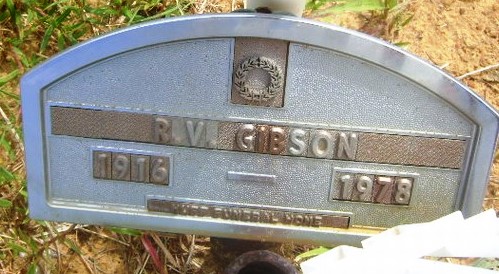 R.V. GIBSON
1916 1978
FUNERAL HOME